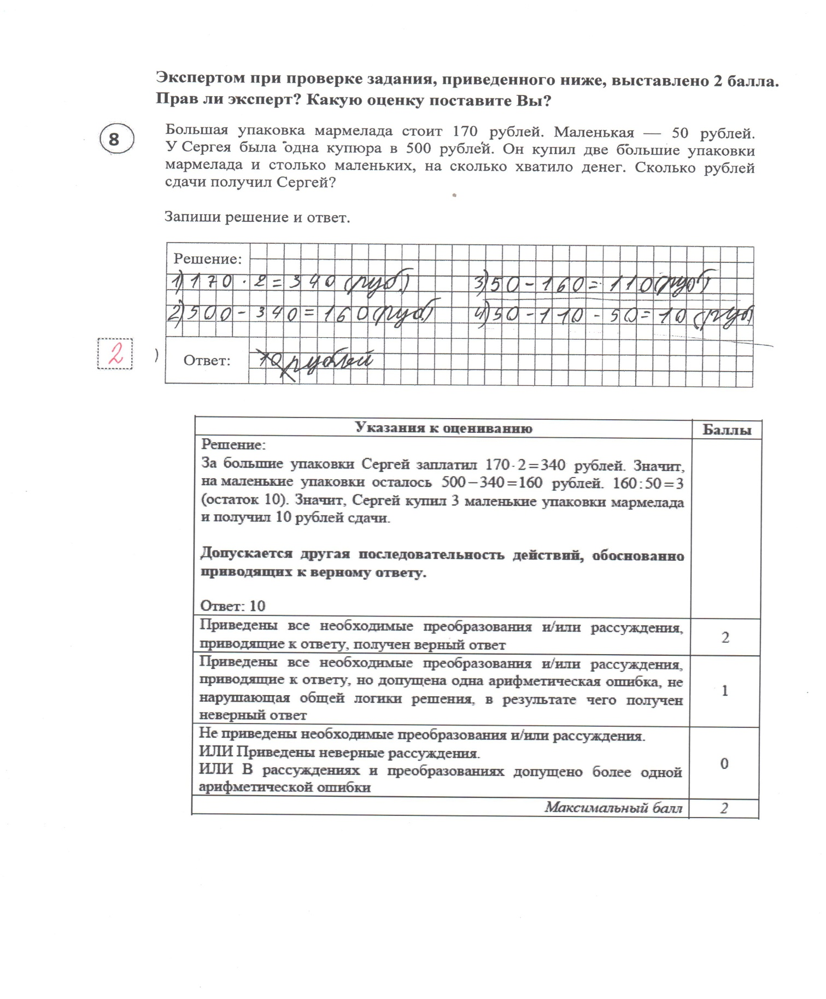 Экспертом при проверке задания, приведенного ниже, выставлено 2 балла.
Прав ли эксперт? Какую оценку поставите Вы?
8
Большая упаковка мармелада стоит 170 рублей. Маленькая — 50 рублей.
У Сергея была одна купюра в 500 рублей. Он купил две большие упаковки
мармелада и столько маленьких, на сколько хватило денег. Сколько рублей
сдачи получил Сергей?
Запиши решение и ответ.
Решение:
1) 170 · 2 = 340 (руб.)
2) 500 - 340 = 160 (руб.)
3) 50 - 160 = 110 (руб)
4) 50 - 110 - 50 = 10 (руб)
2
)
Ответ:
10 рублей
Указания к оцениванию
Баллы
Решение:
За большие упаковки Сергей заплатил 170·2=340 рублей. Значит,
на маленькие упаковки осталось 500−340=160 рублей. 160:50=3
(остаток 10). Значит, Сергей купил 3 маленькие упаковки мармелада
и получил 10 рублей сдачи.
Допускается другая последовательность действий, обоснованно
приводящих к верному ответу.
Ответ: 10
Приведены все необходимые преобразования и/или рассуждения,
приводящие к ответу, получен верный ответ
2
Приведены все необходимые преобразования и/или рассуждения,
приводящие к ответу, но допущена одна арифметическая ошибка, не
нарушающая общей логики решения, в результате чего получен
неверный ответ
1
Не приведены необходимые преобразования и/или рассуждения.
ИЛИ Приведены неверные рассуждения.
ИЛИ В рассуждениях и преобразованиях допущено более одной
арифметической ошибки
0
Максимальный балл
2